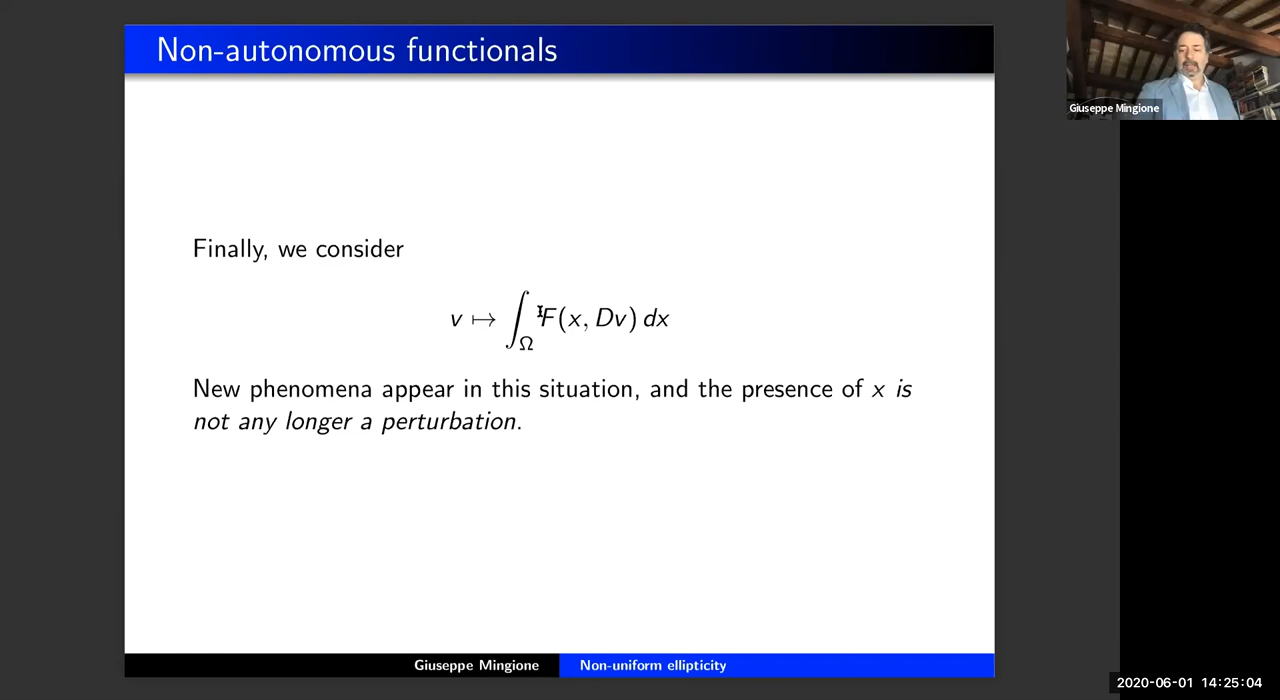 Non-autonomous functionals
Giuseppe Mingione
Finally, we consider
v ↦ ∫_Ω F(x, Dv) dx
New phenomena appear in this situation, and the presence of x is
not any longer a perturbation.
Giuseppe Mingione Non-uniform ellipticity
2020-06-01 14:25:04